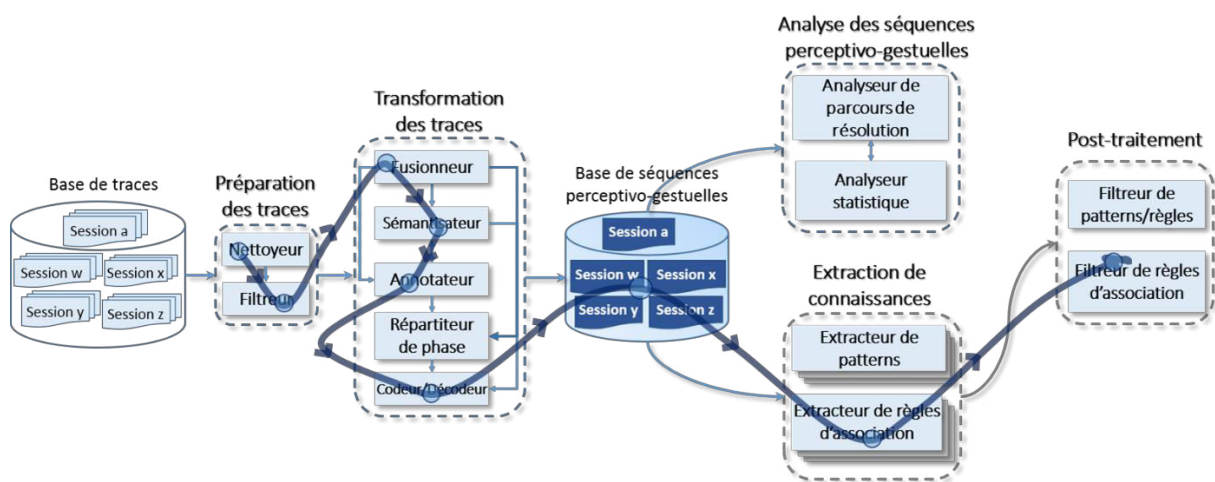 Base de traces
Session a
Session w
Session x
Session y
Session z
Préparation
des traces
Nettoyeur
Filtreur
Transformation
des traces
Fusionneur
Sémantisateur
Annotateur
Répartiteur
de phase
Codeur/Décodeur
Base de séquences
perceptivo-gestuelles
Session a
Session w
Session x
Session y
Session z
Analyse des séquences
perceptivo-gestuelles
Analyseur de
parcours de
résolution
Analyseur
statistique
Extraction de
connaissances
Extracteur de
patterns
Extracteur de règles
d'association
Post-traitement
Filtreur de
patterns/règles
Filtreur de règles
d'association